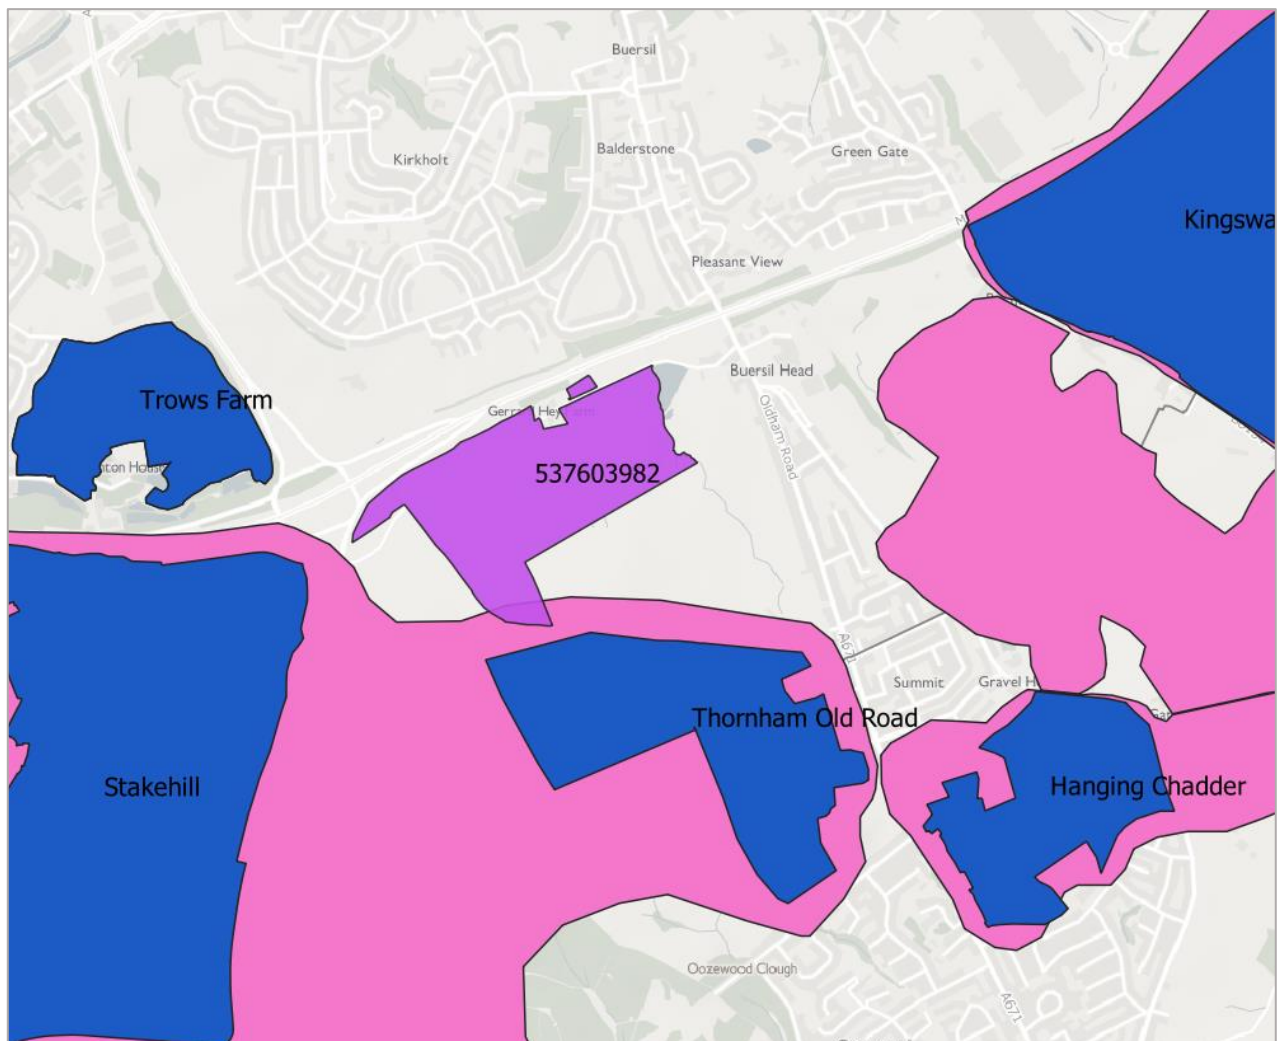 Buersil
Kirkholt
Balderstone
Green Gate
Kingswa
Pleasant View
Trows Farm
Buersil Head
Oldham Road
537603982
A671
Summit
Gravel H
Thornham Old Road
Stakehill
Hanging Chadder
Oozewood Clough
A671